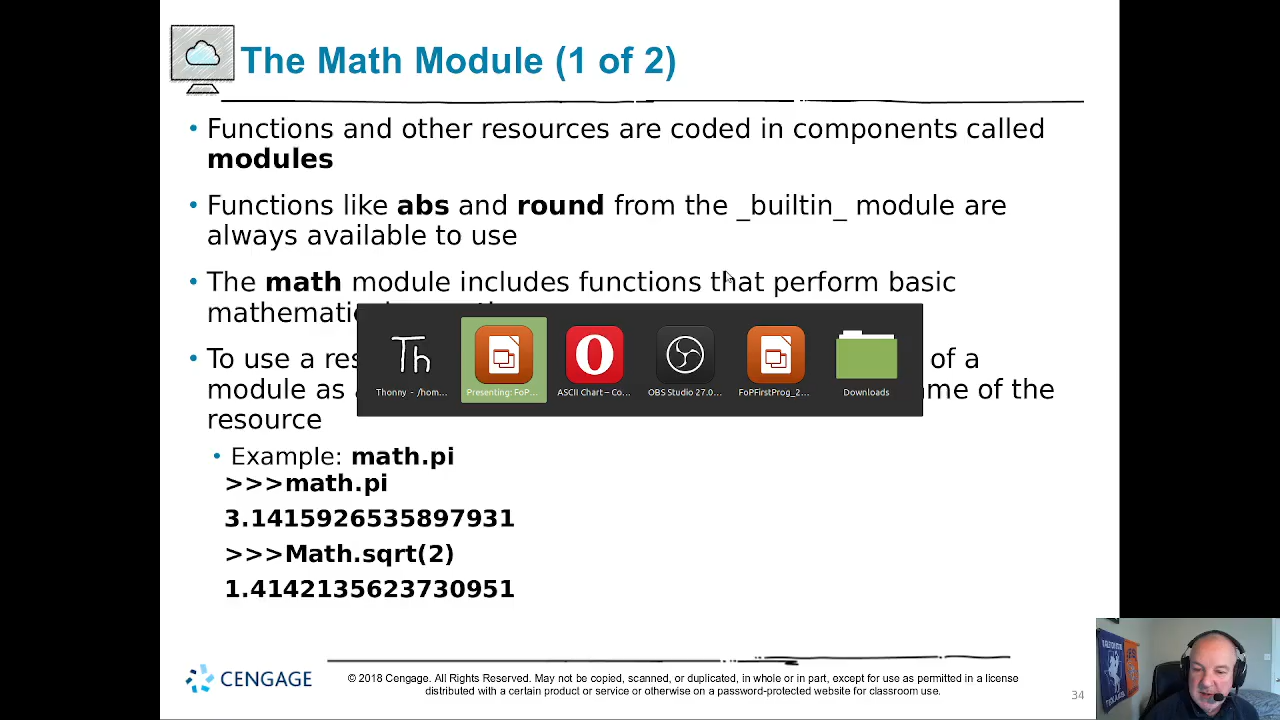 The Math Module (1 of 2)
• Functions and other resources are coded in components called
modules
• Functions like abs and round from the _builtin_ module are
always available to use
• The math module includes functions that perform basic
mathematic
• To use a res of a
module as ame of the
resource
• Example: math.pi
>>>math.pi
3.1415926535897931
>>>Math.sqrt(2)
1.4142135623730951
Th
Thonny - /hom... Presenting: FoP... ASCII Chart – Co... OBS Studio 27.0... FoPFirstProg_2... Downloads
CENGAGE
© 2018 Cengage. All Rights Reserved. May not be copied, scanned, or duplicated, in whole or in part, except for use as permitted in a license
distributed with a certain product or service or otherwise on a password-protected website for classroom use.
34